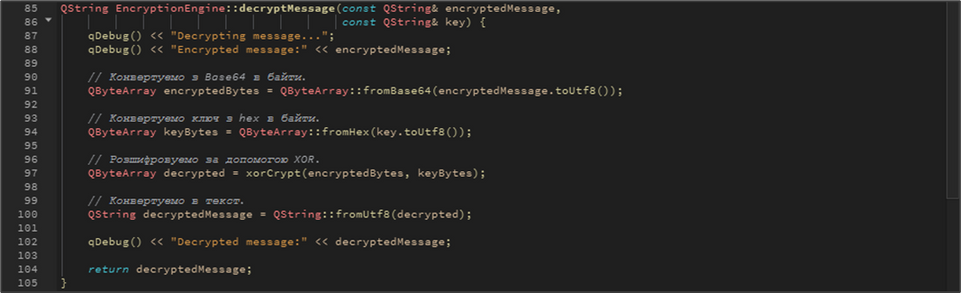 85 QString EncryptionEngine::decryptMessage(const QString& encryptedMessage,
86 const QString& key) {
87 qDebug() << "Decrypting message...";
88 qDebug() << "Encrypted message:" << encryptedMessage;
89
90 // Конвертуємо з Base64 в байти.
91 QByteArray encryptedBytes = QByteArray::fromBase64(encryptedMessage.toUtf8());
92
93 // Конвертуємо ключ з hex в байти.
94 QByteArray keyBytes = QByteArray::fromHex(key.toUtf8());
95
96 // Розшифровуємо за допомогою XOR.
97 QByteArray decrypted = xorCrypt(encryptedBytes, keyBytes);
98
99 // Конвертуємо в текст.
100 QString decryptedMessage = QString::fromUtf8(decrypted);
101
102 qDebug() << "Decrypted message:" << decryptedMessage;
103
104 return decryptedMessage;
105 }